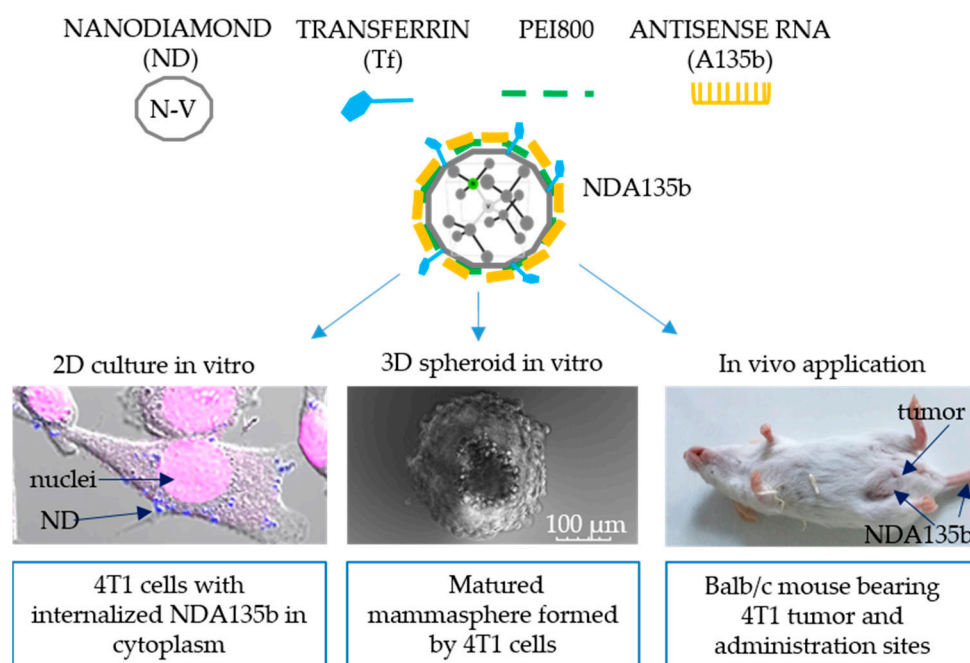 NANODIAMOND
(ND)
TRANSFERRIN
(Tf)
PEI800
ANTISENSE RNA
(A135b)
N-V
NDA135b
2D culture in vitro
3D spheroid in vitro
In vivo application
nuclei
ND
100 µm
tumor
NDA135b
4T1 cells with
internalized NDA135b in
cytoplasm
Matured
mammasphere formed
by 4T1 cells
Balb/c mouse bearing
4T1 tumor and
administration sites